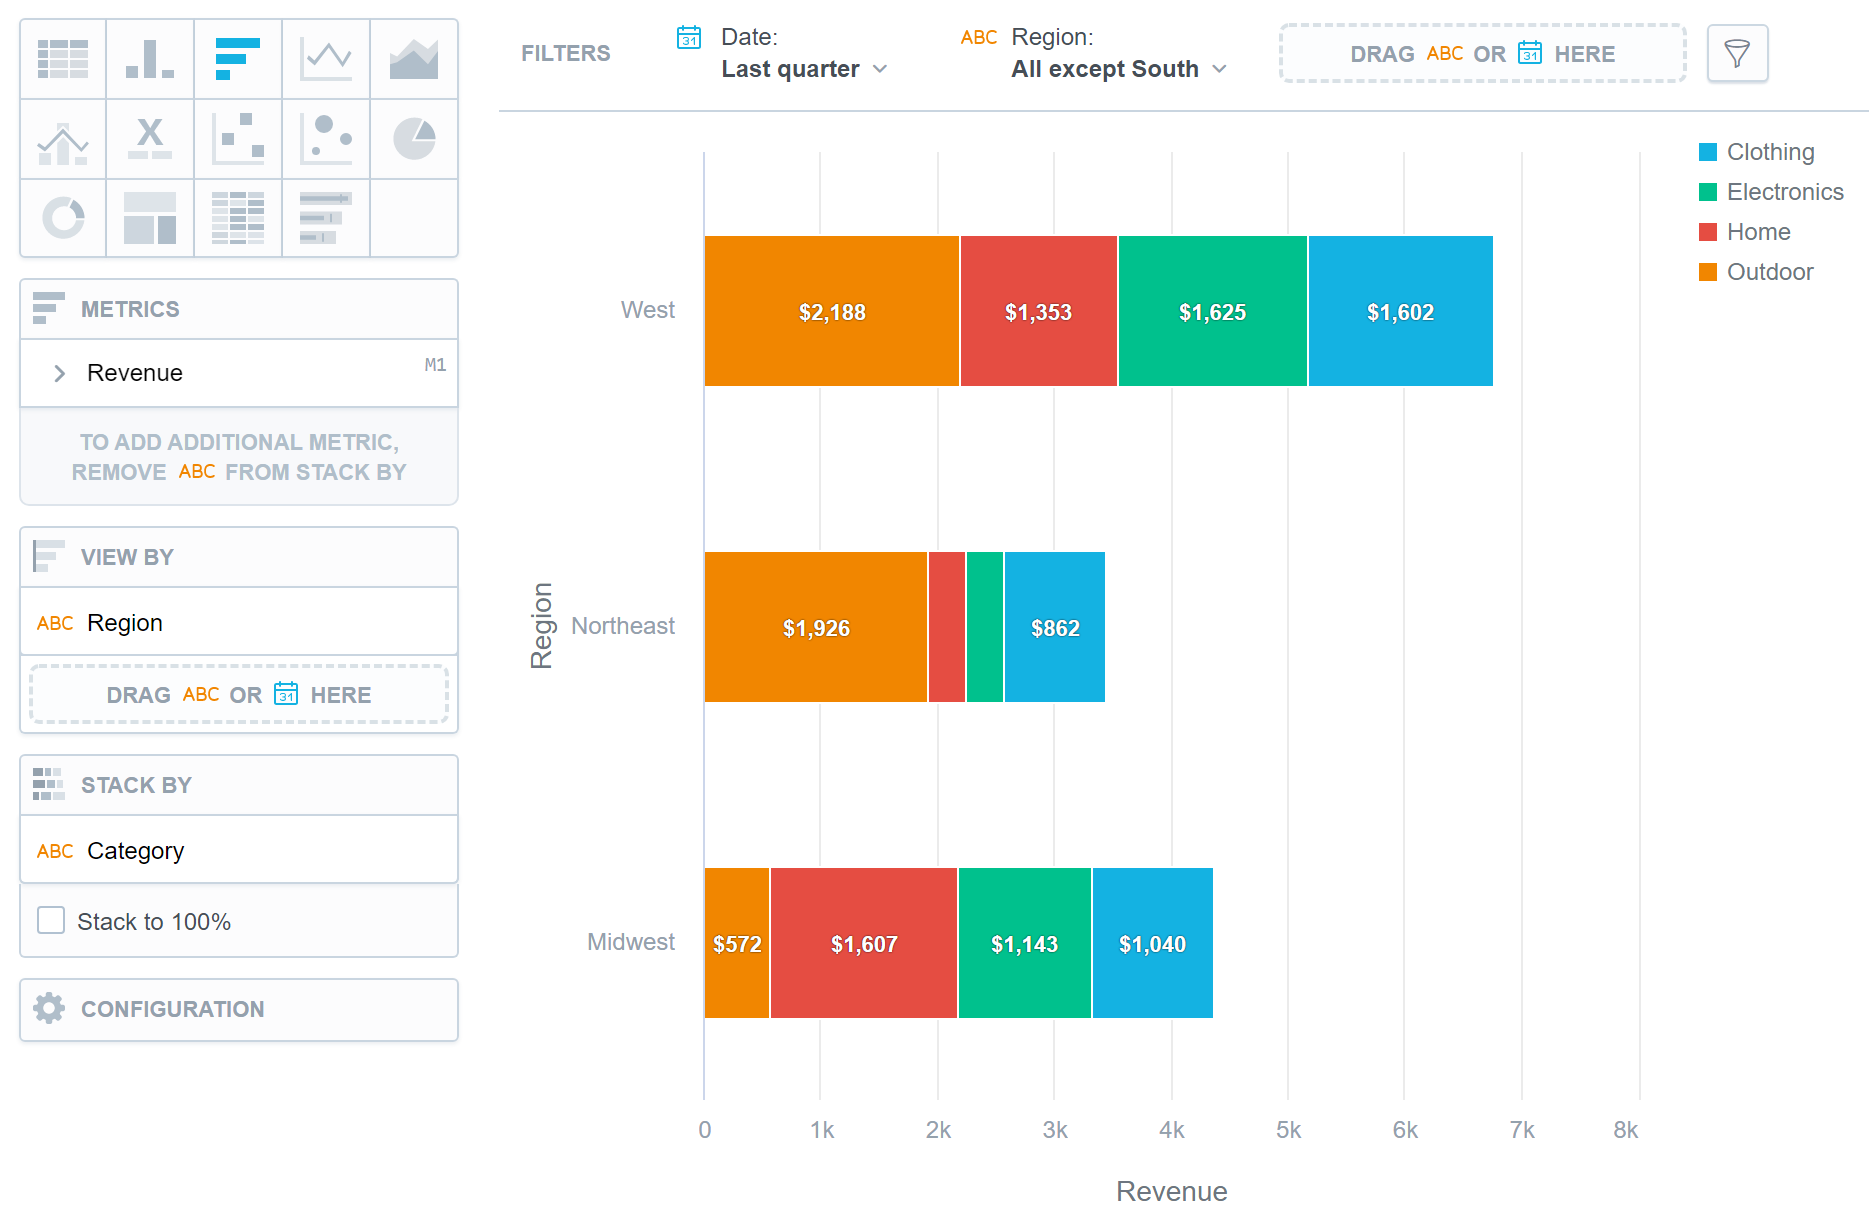 FILTERS
31
Date:
Last quarter
ABC
Region:
All except South
DRAG ABC OR 31 HERE
X
METRICS
Revenue
M1
TO ADD ADDITIONAL METRIC,
REMOVE ABC FROM STACK BY
VIEW BY
ABC Region
DRAG ABC OR 31 HERE
STACK BY
ABC Category
Stack to 100%
CONFIGURATION
Clothing
Electronics
Home
Outdoor
West
$2,188
$1,353
$1,625
$1,602
Region
Northeast
$1,926
$862
Midwest
$572
$1,607
$1,143
$1,040
0
1k
2k
3k
4k
5k
6k
7k
8k
Revenue